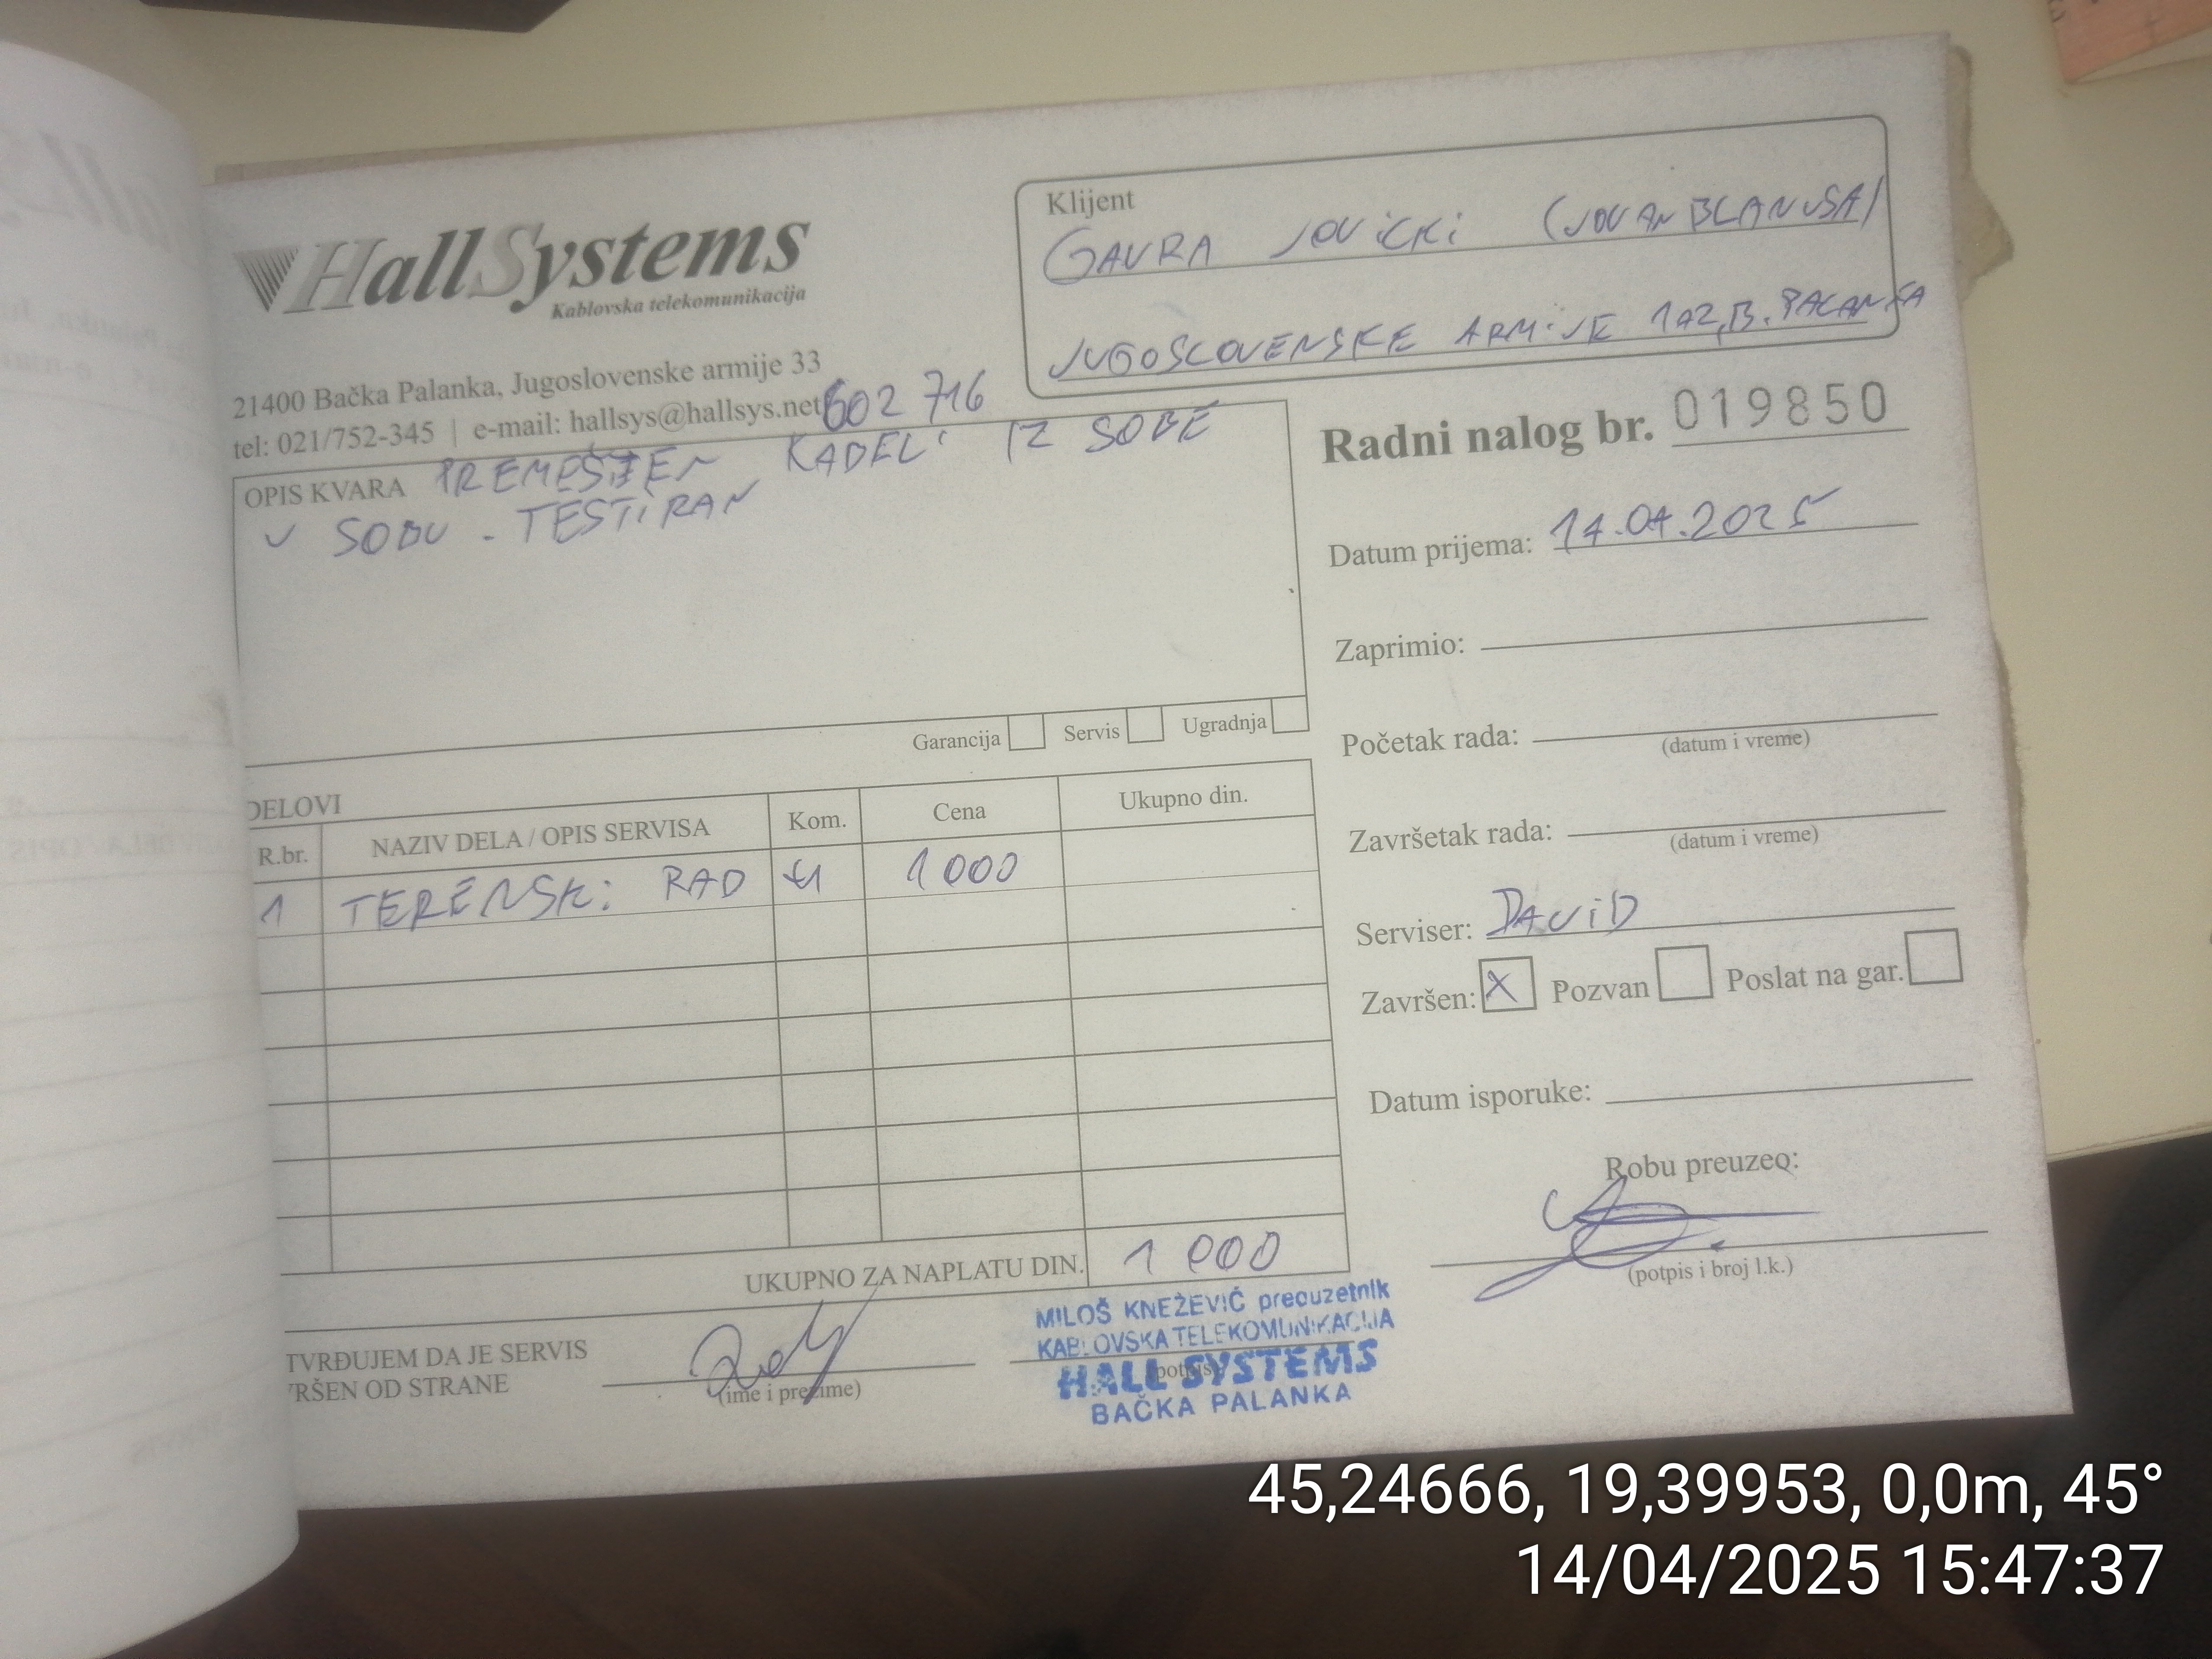 HallSystems
Kablovska telekomunikacija
21400 Bačka Palanka, Jugoslovenske armije 33
tel: 021/752-345 | e-mail: hallsys@hallsys.net
602 716
Klijent
GAVRA JOVIČKI (JOVAN BLANUSA)
JUGOSLOVENSKE ARMIJE 102, B. PALANKA
Radni nalog br. 019850
OPIS KVARA PREMEŠTEN KABEL IZ SOBE
U SOBU. TESTIRAN
Garancija Servis Ugradnja
Datum prijema: 14.04.2025
Zaprimio:
Početak rada:
(datum i vreme)
Završetak rada:
(datum i vreme)
Serviser: DAVID
Završen: X Pozvan Poslat na gar.
Datum isporuke:
Robu preuzeo:
(potpis i broj l.k.)
DELOVI
R.br. NAZIV DELA / OPIS SERVISA Kom. Cena Ukupno din.
1 TERENSKI RAD 1 1000
UKUPNO ZA NAPLATU DIN. 1 000
TVRĐUJEM DA JE SERVIS
RŠEN OD STRANE
(ime i prezime)
(potpis)
MILOŠ KNEŽEVIĆ preduzetnik
KABLOVSKA TELEKOMUNIKACIJA
HALL SYSTEMS
BAČKA PALANKA
45,24666, 19,39953, 0,0m, 45°
14/04/2025 15:47:37